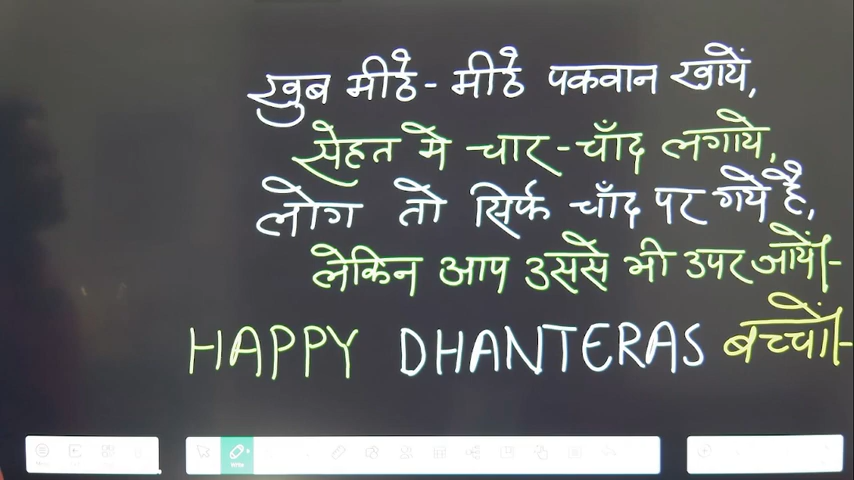 खुब मीठे-मीठे पकवान खायें,
सेहत मे चार-चाँद लगाये,
लोग तो सिर्फ चाँद पर गये है,
लेकिन आप उससे भी उपर जायें।-
HAPPY DHANTERAS बच्चों।-